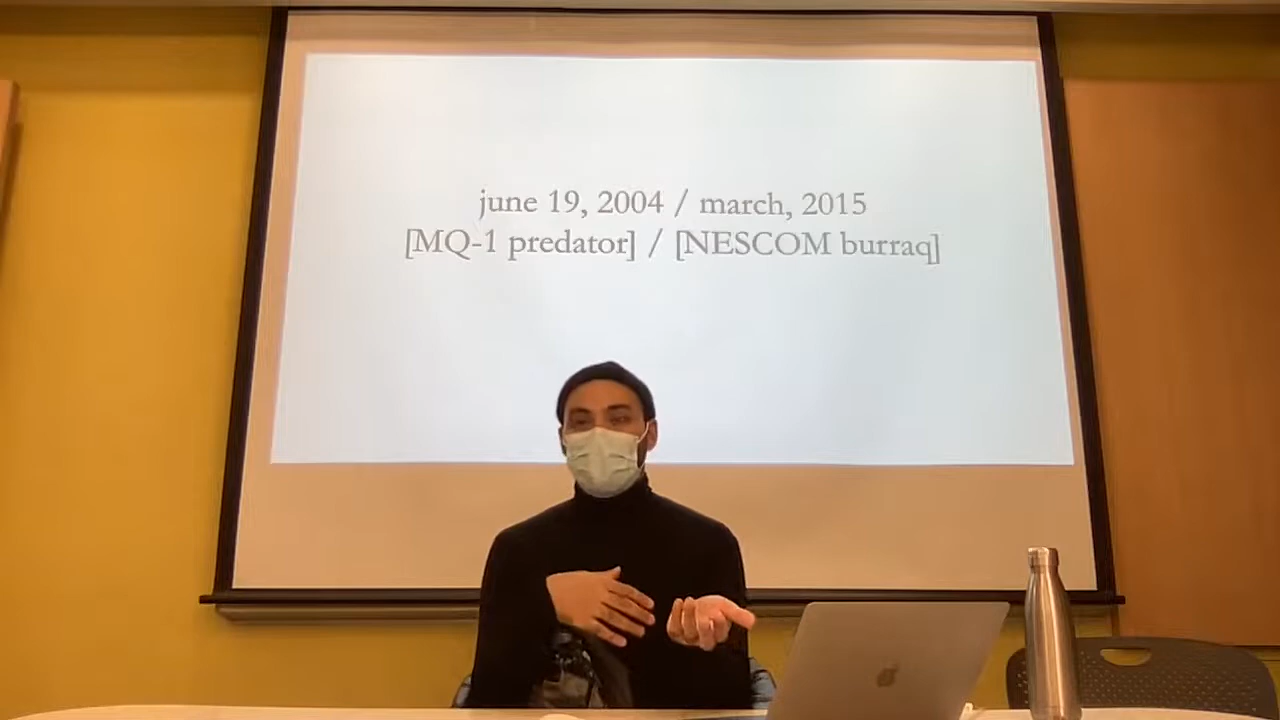 june 19, 2004 / march, 2015
[MQ-1 predator] / [NESCOM burraq]